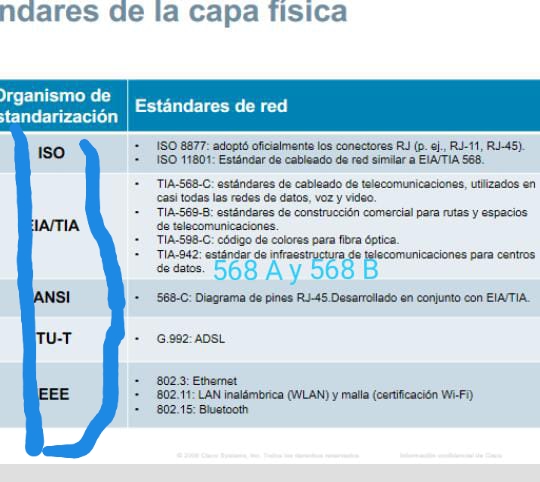 ndares de la capa física
Organismo de
standarización
Estándares de red
ISO
• ISO 8877: adoptó oficialmente los conectores RJ (p. ej., RJ-11, RJ-45).
• ISO 11801: Estándar de cableado de red similar a EIA/TIA 568.
EIA/TIA
• TIA-568-C: estándares de cableado de telecomunicaciones, utilizados en
casi todas las redes de datos, voz y video.
• TIA-569-B: estándares de construcción comercial para rutas y espacios
de telecomunicaciones.
• TIA-598-C: código de colores para fibra óptica.
• TIA-942: estándar de infraestructura de telecomunicaciones para centros
de datos.
568 A y 568 B
ANSI
• 568-C: Diagrama de pines RJ-45.Desarrollado en conjunto con EIA/TIA.
TU-T
• G.992: ADSL
EEE
• 802.3: Ethernet
• 802.11: LAN inalámbrica (WLAN) y malla (certificación Wi-Fi)
• 802.15: Bluetooth
Cisco Systems, Inc. Todos los derechos reservados. Información confidencial de Cisco